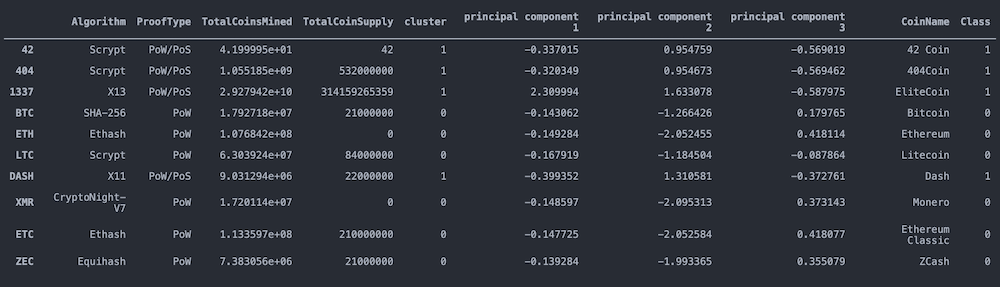 Algorithm ProofType TotalCoinsMined TotalCoinSupply cluster principal component 1 principal component 2 principal component 3 CoinName Class
42 Scrypt PoW/PoS 4.199995e+01 42 1 -0.337015 0.954759 -0.569019 42 Coin 1
404 Scrypt PoW/PoS 1.055185e+09 532000000 1 -0.320349 0.954673 -0.569462 404Coin 1
1337 X13 PoW/PoS 2.927942e+10 314159265359 1 2.309994 1.633078 -0.587975 EliteCoin 1
BTC SHA-256 PoW 1.792718e+07 21000000 0 -0.143062 -1.266426 0.179765 Bitcoin 0
ETH Ethash PoW 1.076842e+08 0 0 -0.149284 -2.052455 0.418114 Ethereum 0
LTC Scrypt PoW 6.303924e+07 84000000 0 -0.167919 -1.184504 -0.087864 Litecoin 0
DASH X11 PoW/PoS 9.031294e+06 22000000 1 -0.399352 1.310581 -0.372761 Dash 1
XMR CryptoNight-V7 PoW 1.720114e+07 0 0 -0.148597 -2.095313 0.373143 Monero 0
ETC Ethash PoW 1.133597e+08 210000000 0 -0.147725 -2.052584 0.418077 Ethereum Classic 0
ZEC Equihash PoW 7.383056e+06 21000000 0 -0.139284 -1.993365 0.355079 ZCash 0